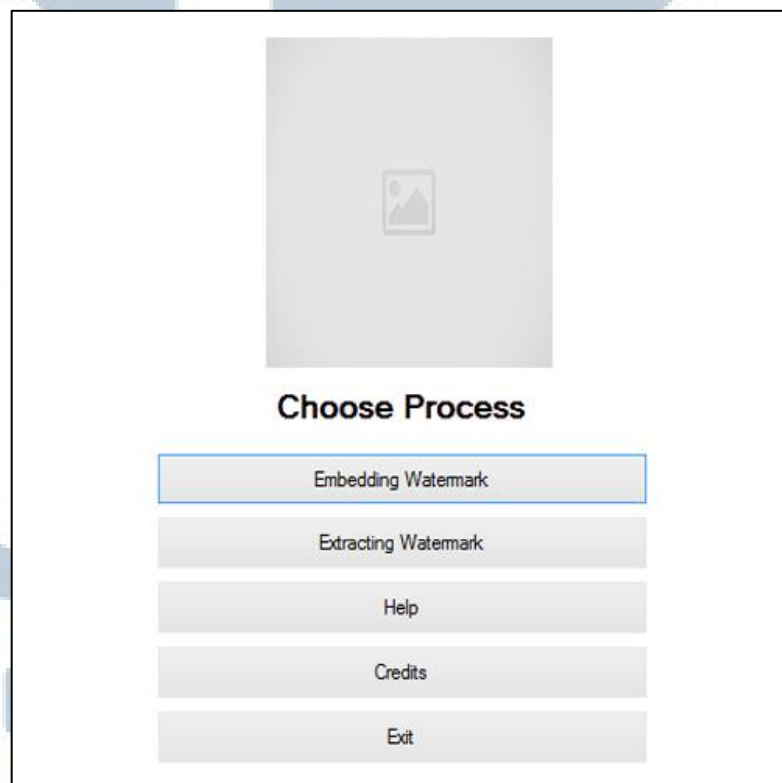 Choose Process
Embedding Watermark
Extracting Watermark
Help
Credits
Exit